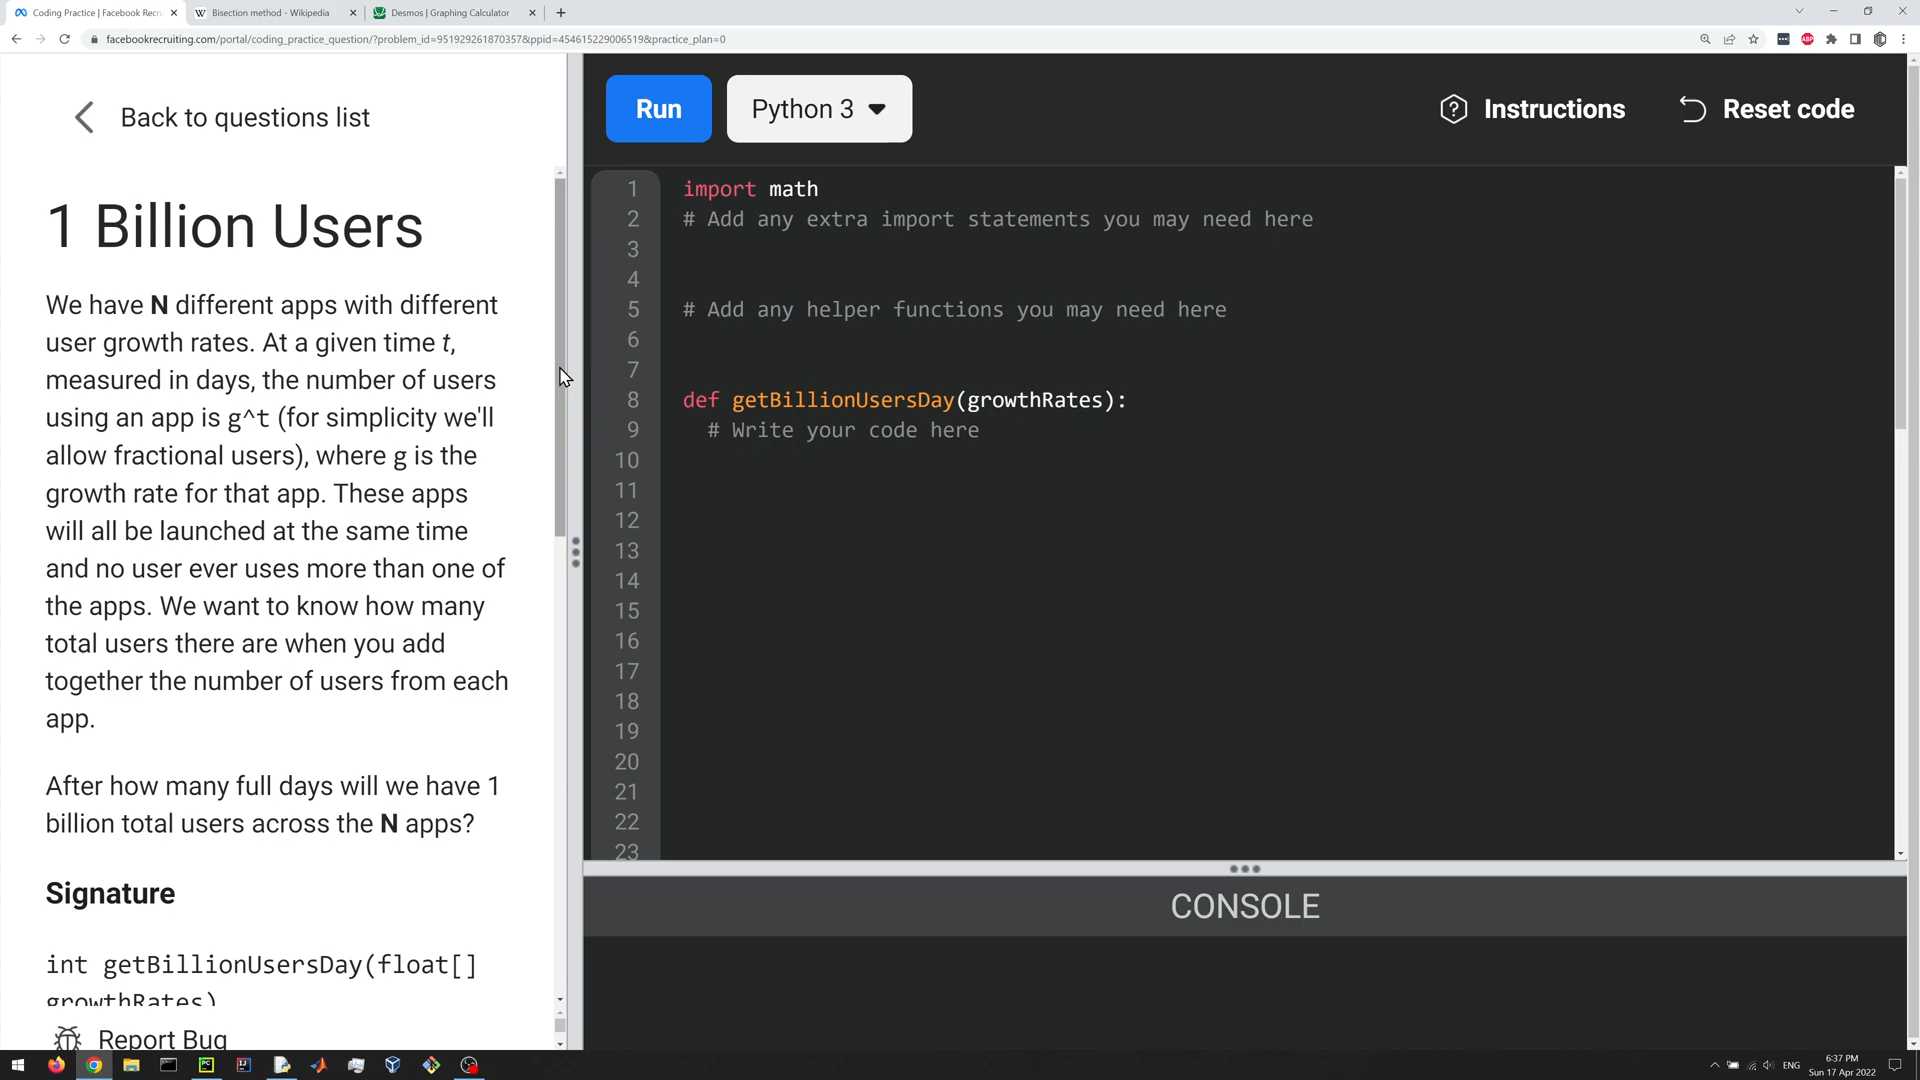 Coding Practice | Facebook Recru
Bisection method - Wikipedia
Desmos | Graphing Calculator
facebookrecruiting.com/portal/coding_practice_question/?problem_id=951929261870357&ppid=454615229006519&practice_plan=0
ABP
Back to questions list
1 Billion Users
We have N different apps with different
user growth rates. At a given time t,
measured in days, the number of users
using an app is g^t (for simplicity we'll
allow fractional users), where g is the
growth rate for that app. These apps
will all be launched at the same time
and no user ever uses more than one of
the apps. We want to know how many
total users there are when you add
together the number of users from each
app.
After how many full days will we have 1
billion total users across the N apps?
Signature
int getBillionUsersDay(float[]
growthRates)
Report Bug
Run
Python 3
Instructions
Reset code
1 import math
2 # Add any extra import statements you may need here
3
4
5 # Add any helper functions you may need here
6
7
8 def getBillionUsersDay(growthRates):
9 # Write your code here
10
11
12
13
14
15
16
17
18
19
20
21
22
23
CONSOLE
ENG
6:37 PM
Sun 17 Apr 2022